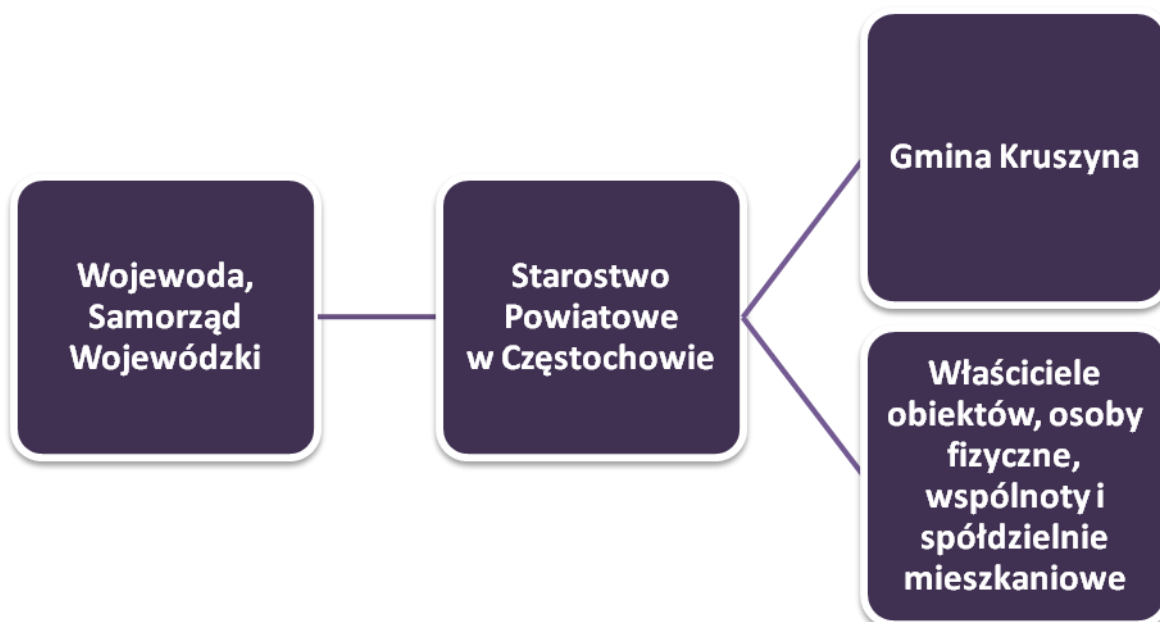 Wojewoda,
Samorząd
Wojewódzki
Starostwo
Powiatowe
w Częstochowie
Gmina Kruszyna
Właściciele
obiektów, osoby
fizyczne,
wspólnoty i
spółdzielnie
mieszkaniowe